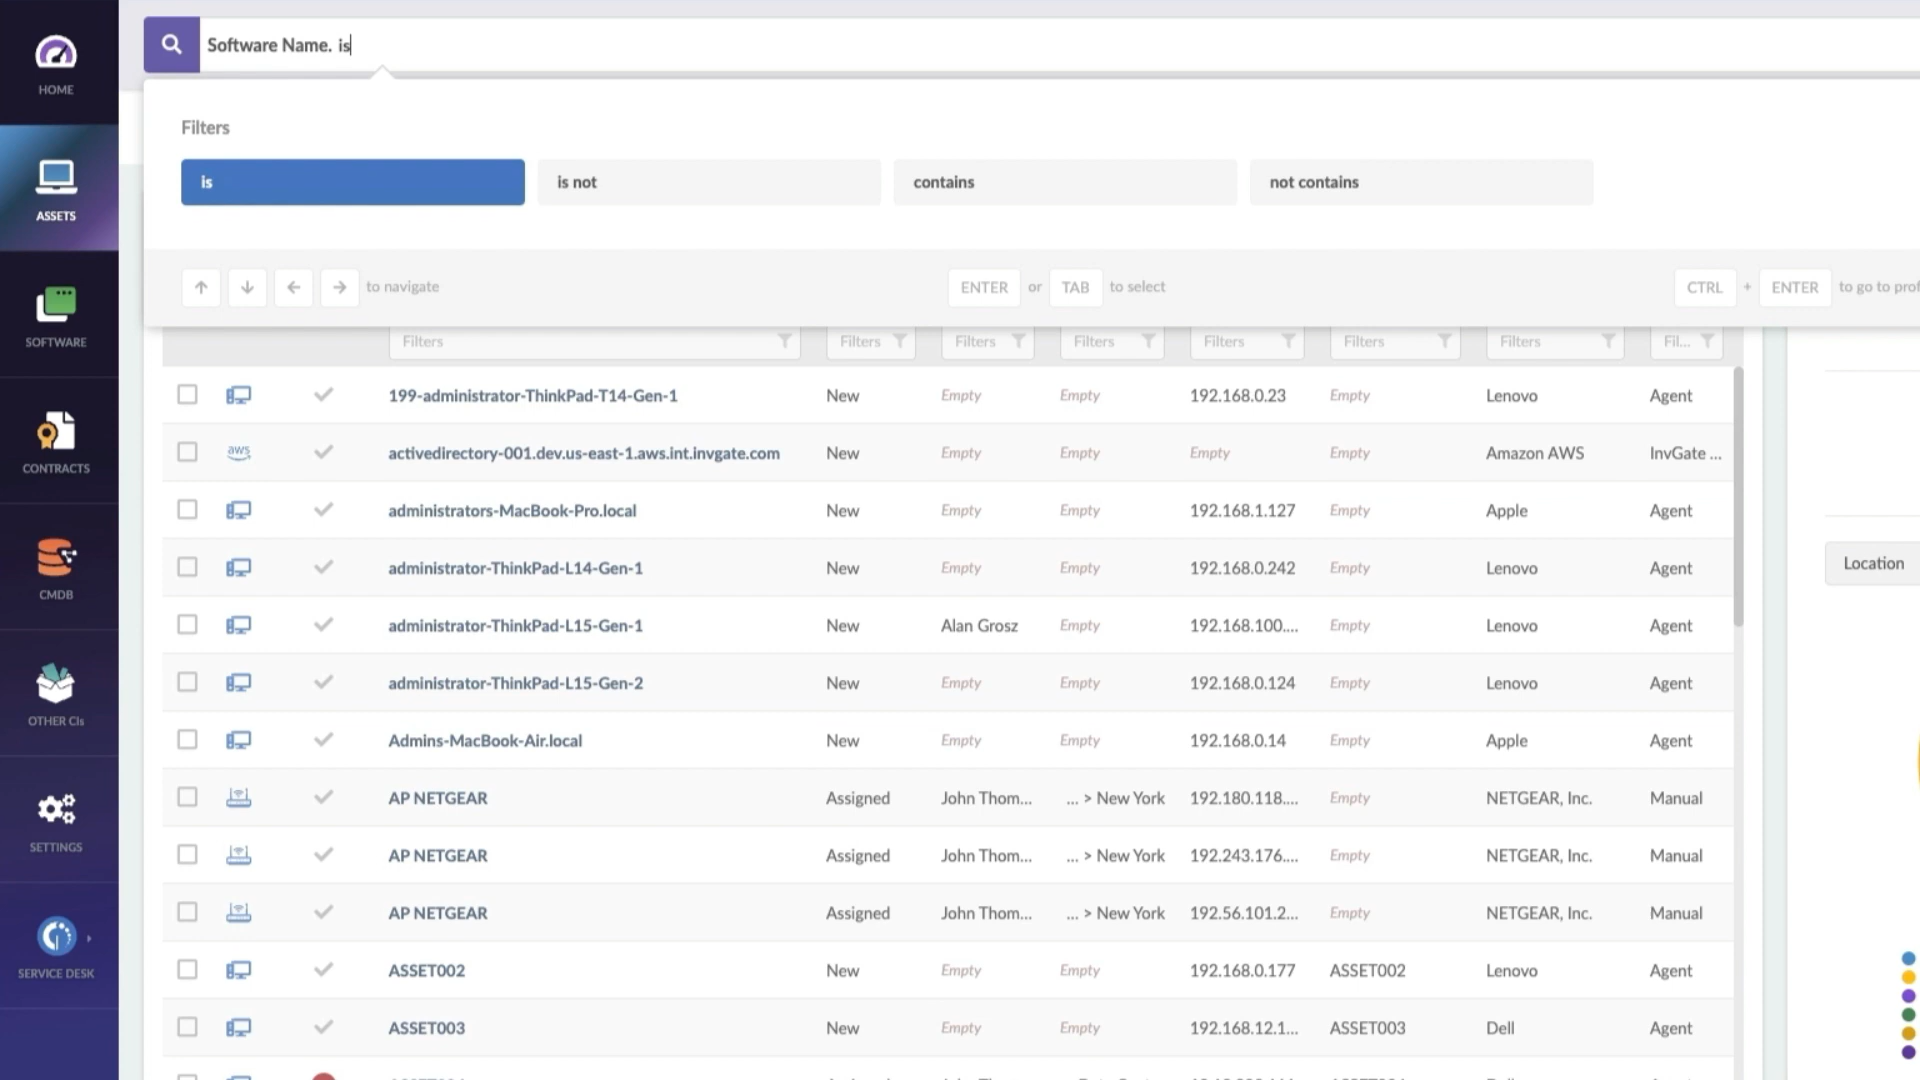 HOME
ASSETS
SOFTWARE
CONTRACTS
CMDB
OTHER CIs
SETTINGS
SERVICE DESK
Software Name. is
Filters
is is not contains not contains
to navigate ENTER or TAB to select CTRL + ENTER to go to prof
Filters Filters Filters Filters Filters Filters Filters Fil...
199-administrator-ThinkPad-T14-Gen-1 New Empty Empty 192.168.0.23 Empty Lenovo Agent
aws activedirectory-001.dev.us-east-1.aws.int.invgate.com New Empty Empty Empty Empty Amazon AWS InvGate ...
administrators-MacBook-Pro.local New Empty Empty 192.168.1.127 Empty Apple Agent
administrator-ThinkPad-L14-Gen-1 New Empty Empty 192.168.0.242 Empty Lenovo Agent
administrator-ThinkPad-L15-Gen-1 New Alan Grosz Empty 192.168.100.... Empty Lenovo Agent
administrator-ThinkPad-L15-Gen-2 New Empty Empty 192.168.0.124 Empty Lenovo Agent
Admins-MacBook-Air.local New Empty Empty 192.168.0.14 Empty Apple Agent
AP NETGEAR Assigned John Thom... ... > New York 192.180.118.... Empty NETGEAR, Inc. Manual
AP NETGEAR Assigned John Thom... ... > New York 192.243.176.... Empty NETGEAR, Inc. Manual
AP NETGEAR Assigned John Thom... ... > New York 192.56.101.2... Empty NETGEAR, Inc. Manual
ASSET002 New Empty Empty 192.168.0.177 ASSET002 Lenovo Agent
ASSET003 New Empty Empty 192.168.12.1... ASSET003 Dell Agent
Location